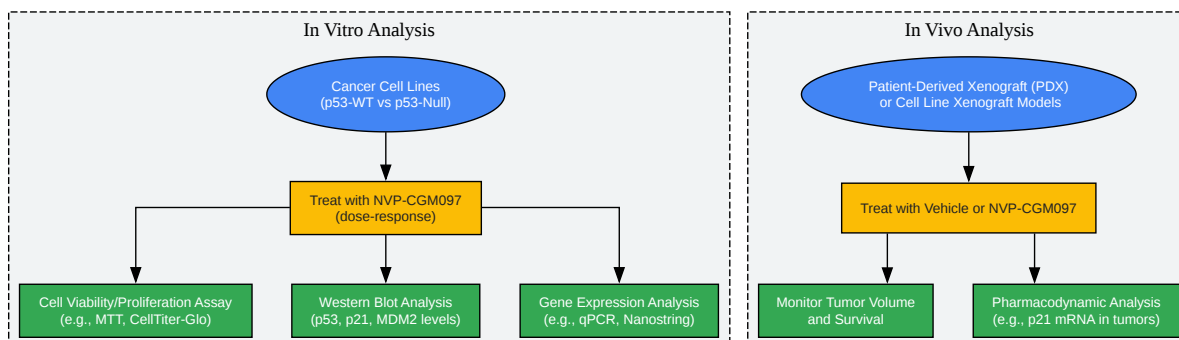 In Vitro Analysis
Cancer Cell Lines
(p53-WT vs p53-Null)
Treat with NVP-CGM097
(dose-response)
Cell Viability/Proliferation Assay
(e.g., MTT, CellTiter-Glo)
Western Blot Analysis
(p53, p21, MDM2 levels)
Gene Expression Analysis
(e.g., qPCR, Nanostring)
In Vivo Analysis
Patient-Derived Xenograft (PDX)
or Cell Line Xenograft Models
Treat with Vehicle or NVP-CGM097
Monitor Tumor Volume
and Survival
Pharmacodynamic Analysis
(e.g., p21 mRNA in tumors)